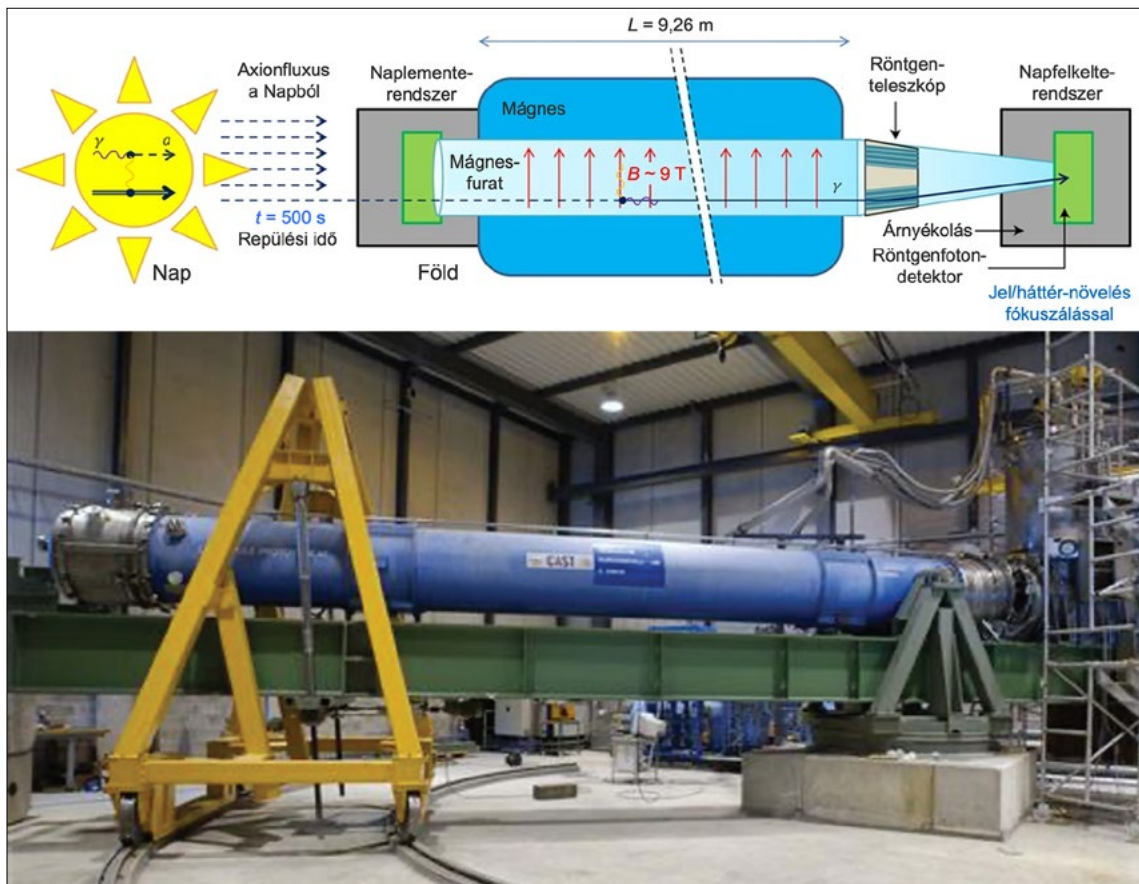 L = 9,26 m
Axionfluxus
a Napból
γ
a
t = 500 s
Repülési idő
Nap
Naplemente-
rendszer
Föld
Mágnes
Mágnes-
furat
B ~ 9 T
γ
Röntgen-
teleszkóp
Napfelkelte-
rendszer
Árnyékolás
Röntgenfoton-
detektor
Jel/háttér-növelés
fókuszálással
CAST